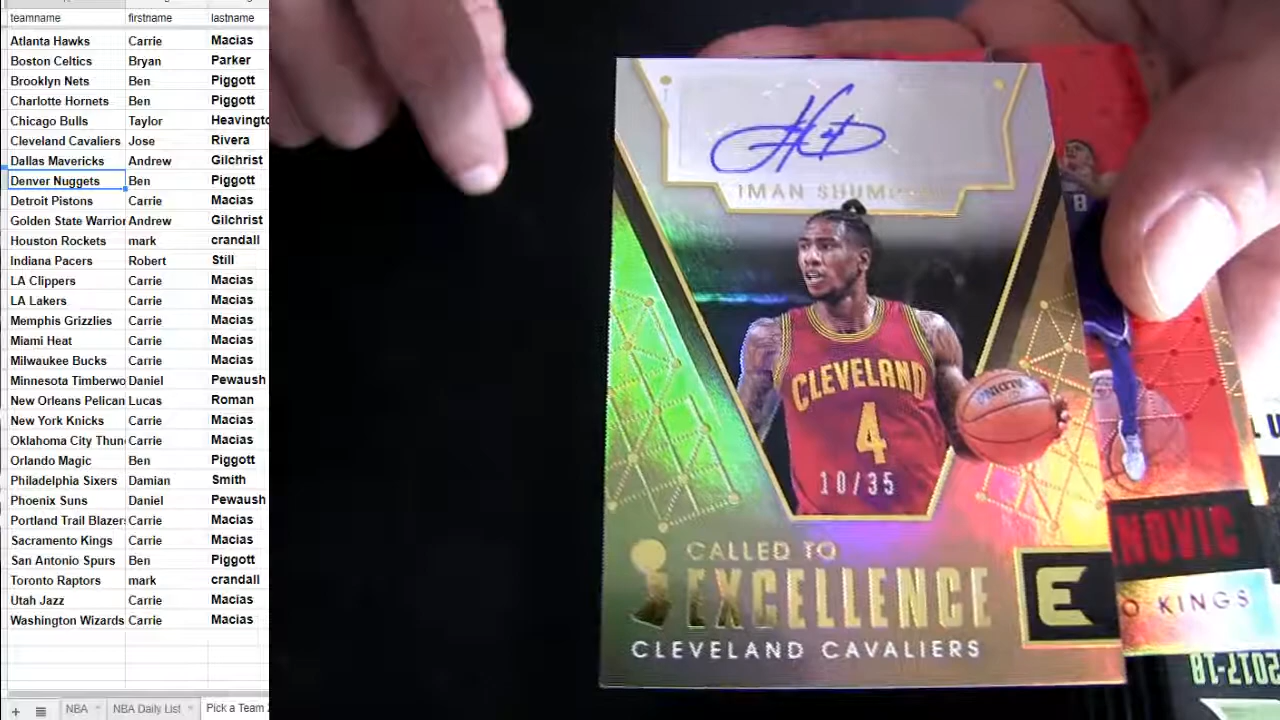 teamname firstname lastname
Atlanta Hawks Carrie Macias
Boston Celtics Bryan Parker
Brooklyn Nets Ben Piggott
Charlotte Hornets Ben Piggott
Chicago Bulls Taylor Heavingto
Cleveland Cavaliers Jose Rivera
Dallas Mavericks Andrew Gilchrist
Denver Nuggets Ben Piggott
Detroit Pistons Carrie Macias
Golden State Warrior Andrew Gilchrist
Houston Rockets mark crandall
Indiana Pacers Robert Still
LA Clippers Carrie Macias
LA Lakers Carrie Macias
Memphis Grizzlies Carrie Macias
Miami Heat Carrie Macias
Milwaukee Bucks Carrie Macias
Minnesota Timberwo Daniel Pewaush
New Orleans Pelican Lucas Roman
New York Knicks Carrie Macias
Oklahoma City Thun Carrie Macias
Orlando Magic Ben Piggott
Philadelphia Sixers Damian Smith
Phoenix Suns Daniel Pewaush
Portland Trail Blazers Carrie Macias
Sacramento Kings Carrie Macias
San Antonio Spurs Ben Piggott
Toronto Raptors mark crandall
Utah Jazz Carrie Macias
Washington Wizards Carrie Macias
NBA NBA Daily List Pick a Team 2
IMAN SHUMP
CLEVELAND
4
10/35
CALLED TO
EXCELLENCE
CLEVELAND CAVALIERS
E
8
NOVIC
O KINGS
2017-18